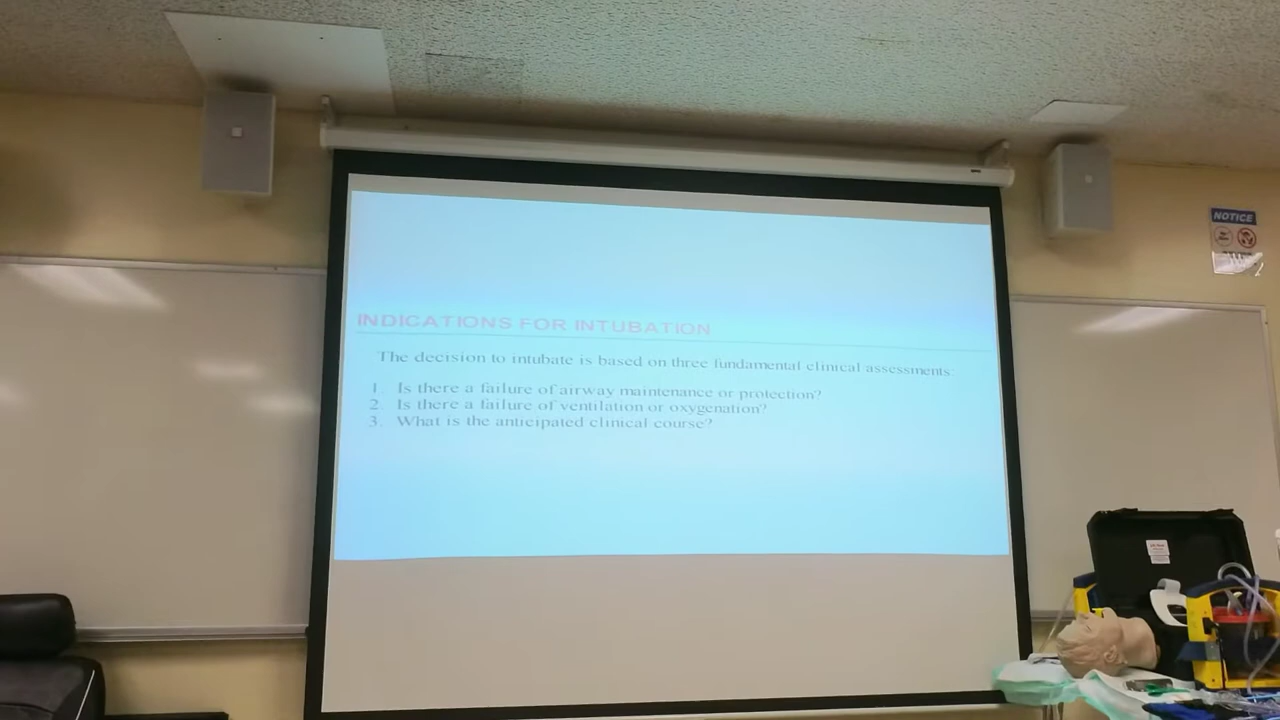 NOTICE
INDICATIONS FOR INTUBATION
The decision to intubate is based on three fundamental clinical assessments:
1. Is there a failure of airway maintenance or protection?
2. Is there a failure of ventilation or oxygenation?
3. What is the anticipated clinical course?